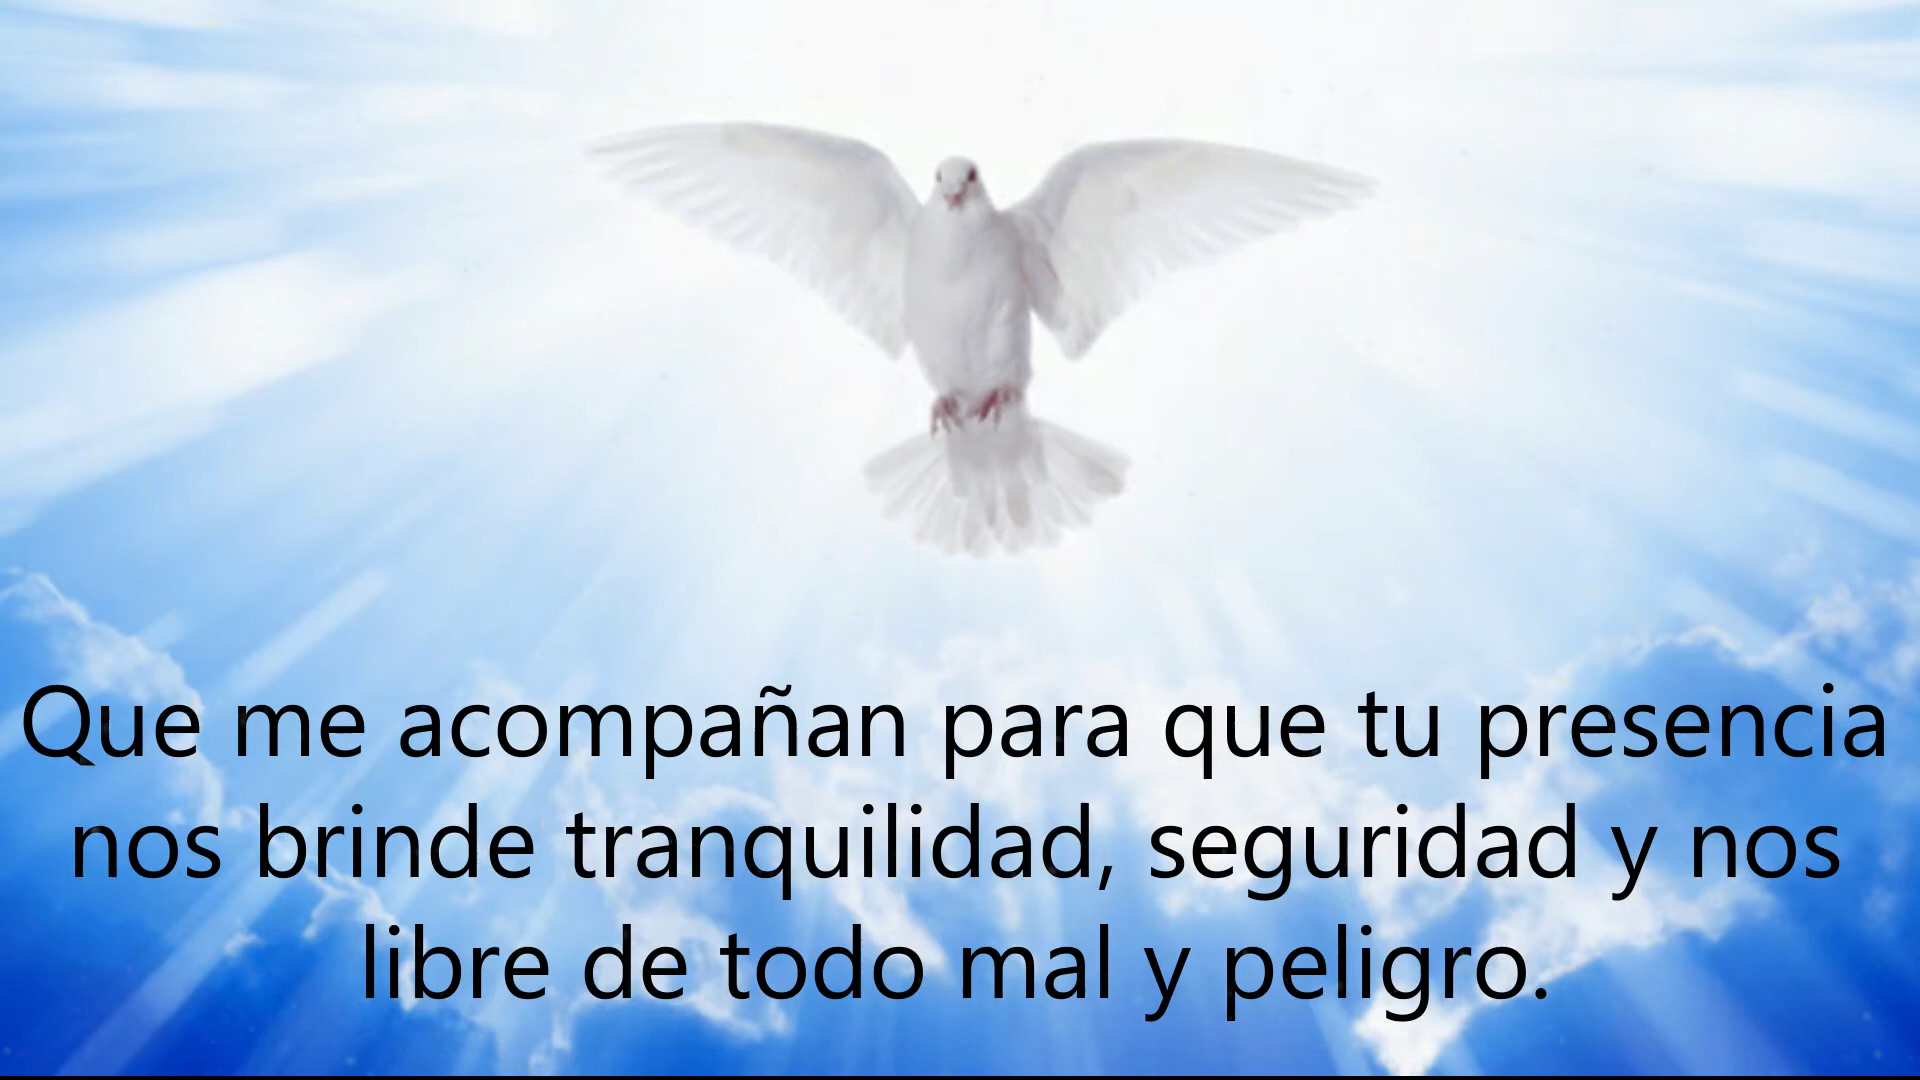 Que me acompañan para que tu presencia
nos brinde tranquilidad, seguridad y nos
libre de todo mal y peligro.